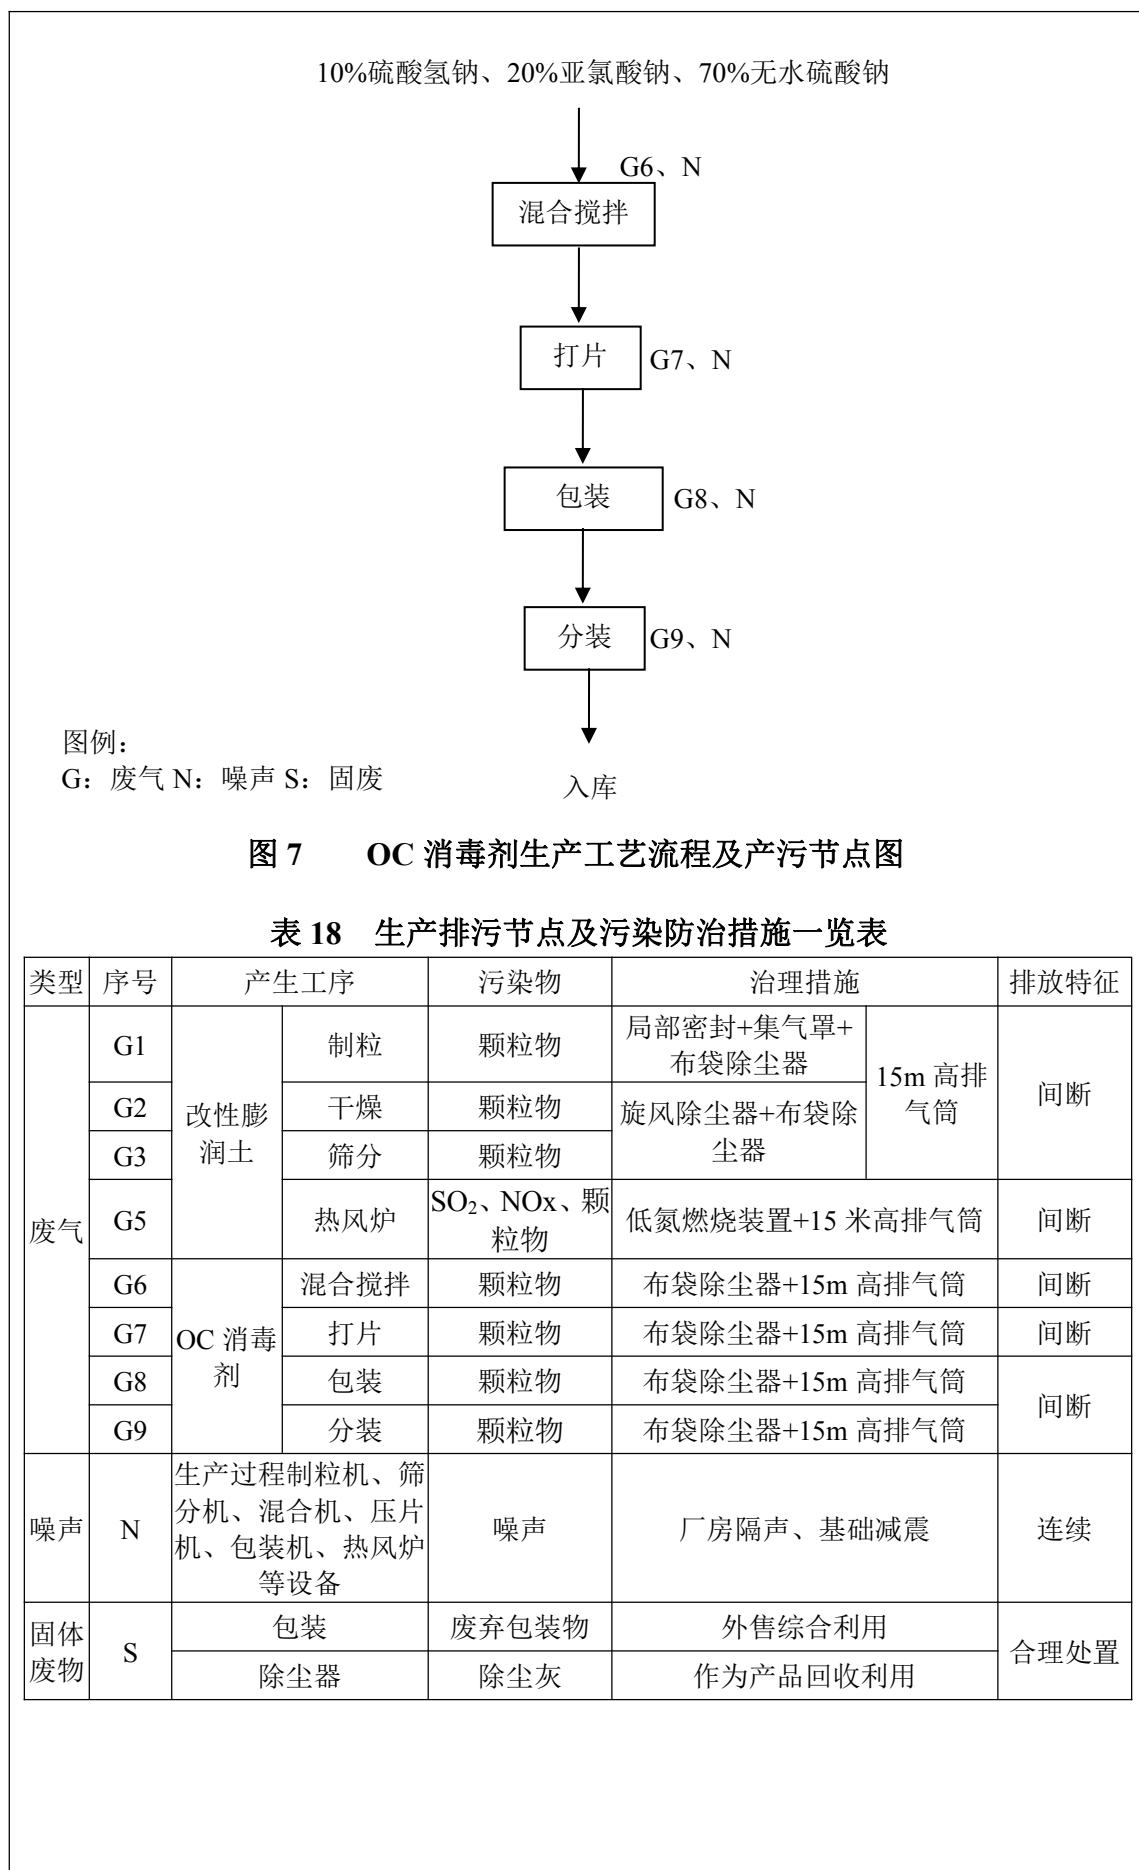 10%硫酸氢钠、20%亚氯酸钠、70%无水硫酸钠
G6、N
混合搅拌
打片
G7、N
包装
G8、N
分装
G9、N
图例：
G：废气 N：噪声 S：固废
入库
图 7 OC 消毒剂生产工艺流程及产污节点图
表 18 生产排污节点及污染防治措施一览表
类型 序号 产生工序 污染物 治理措施 排放特征
废气
G1 制粒 颗粒物 局部密封+集气罩+
布袋除尘器
改性膨
润土
G2 干燥 颗粒物 旋风除尘器+布袋除
尘器
15m 高排
气筒
间断
G3 筛分 颗粒物
G5 热风炉 SO₂、NOx、颗
粒物
低氮燃烧装置+15 米高排气筒 间断
OC 消毒
剂
G6 混合搅拌 颗粒物 布袋除尘器+15m 高排气筒 间断
G7 打片 颗粒物 布袋除尘器+15m 高排气筒 间断
G8 包装 颗粒物 布袋除尘器+15m 高排气筒 间断
G9 分装 颗粒物 布袋除尘器+15m 高排气筒
噪声 N 生产过程制粒机、筛
分机、混合机、压片
机、包装机、热风炉
等设备
噪声 厂房隔声、基础减震 连续
固体
废物
S 包装 废弃包装物 外售综合利用 合理处置
除尘器 除尘灰 作为产品回收利用